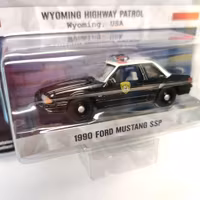 WYOMING HIGHWAY PATROL
Wyoming, USA
1990 FORD MUSTANG SSP